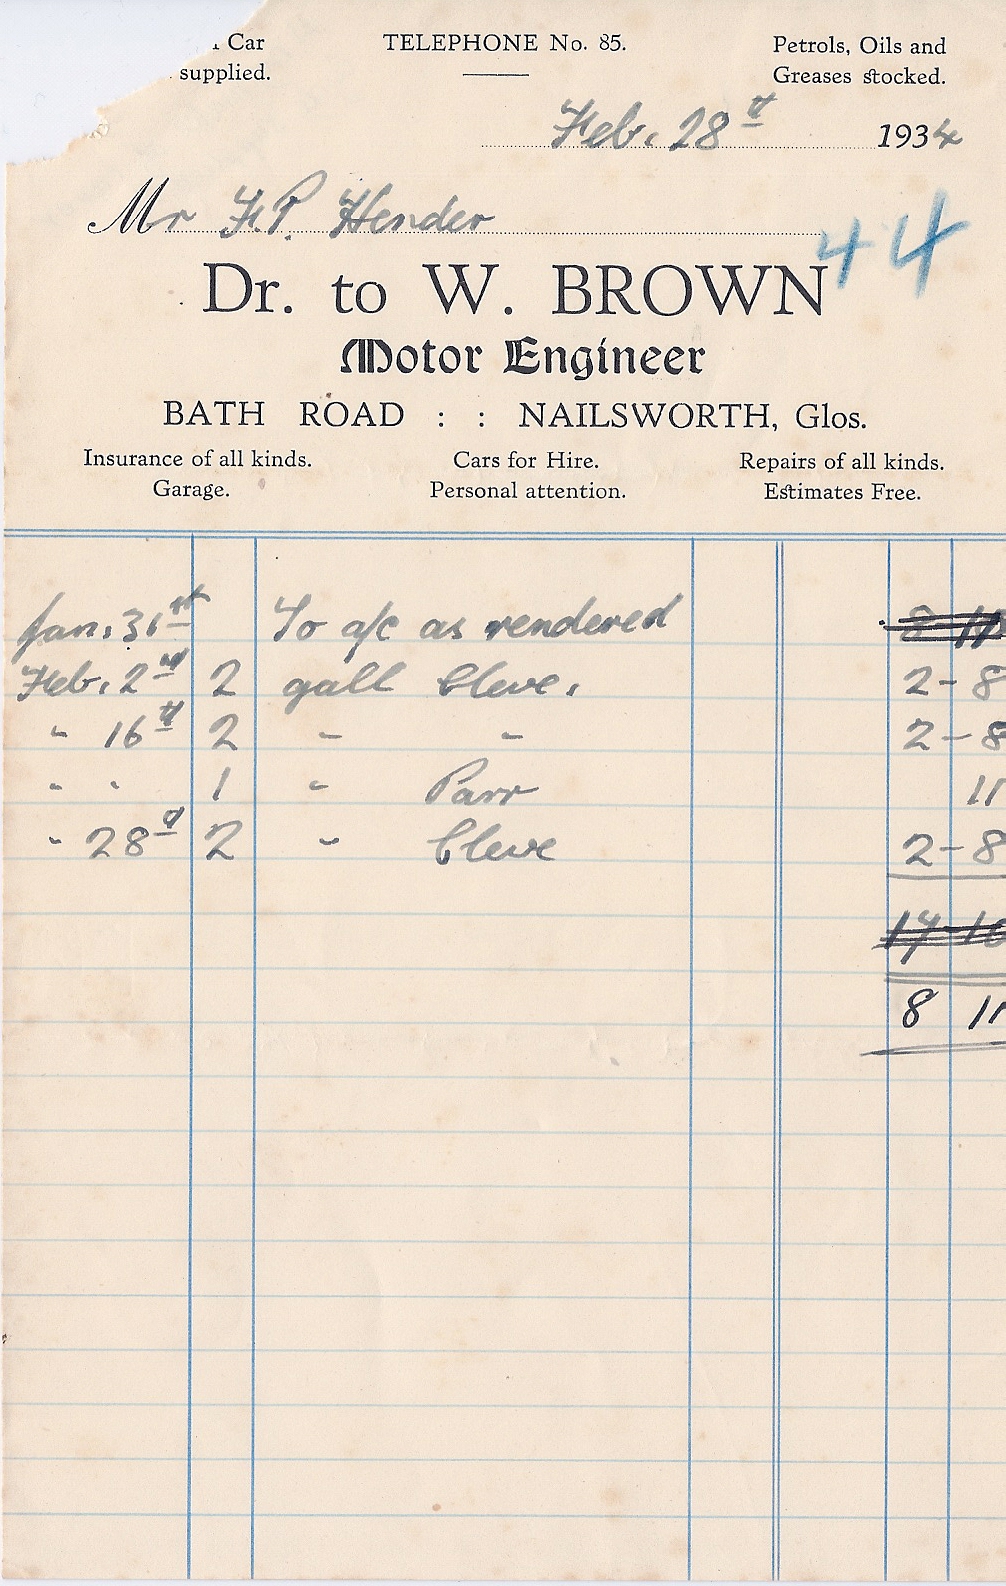 Car TELEPHONE No. 85. Petrols, Oils and
supplied. Greases stocked.
Feb. 28th 1934
Mr F. P. Hender
44
Dr. to W. BROWN
Motor Engineer
BATH ROAD : : NAILSWORTH, Glos.
Insurance of all kinds. Cars for Hire. Repairs of all kinds.
Garage. Personal attention. Estimates Free.
Jan. 31st To a/c as rendered 8 11
Feb. 2nd 2 gall Cleve. 2-8
" 16th 2 " " 2-8
" " 1 " Parr 11
" 28th 2 " Cleve 2-8
17-10
8 11